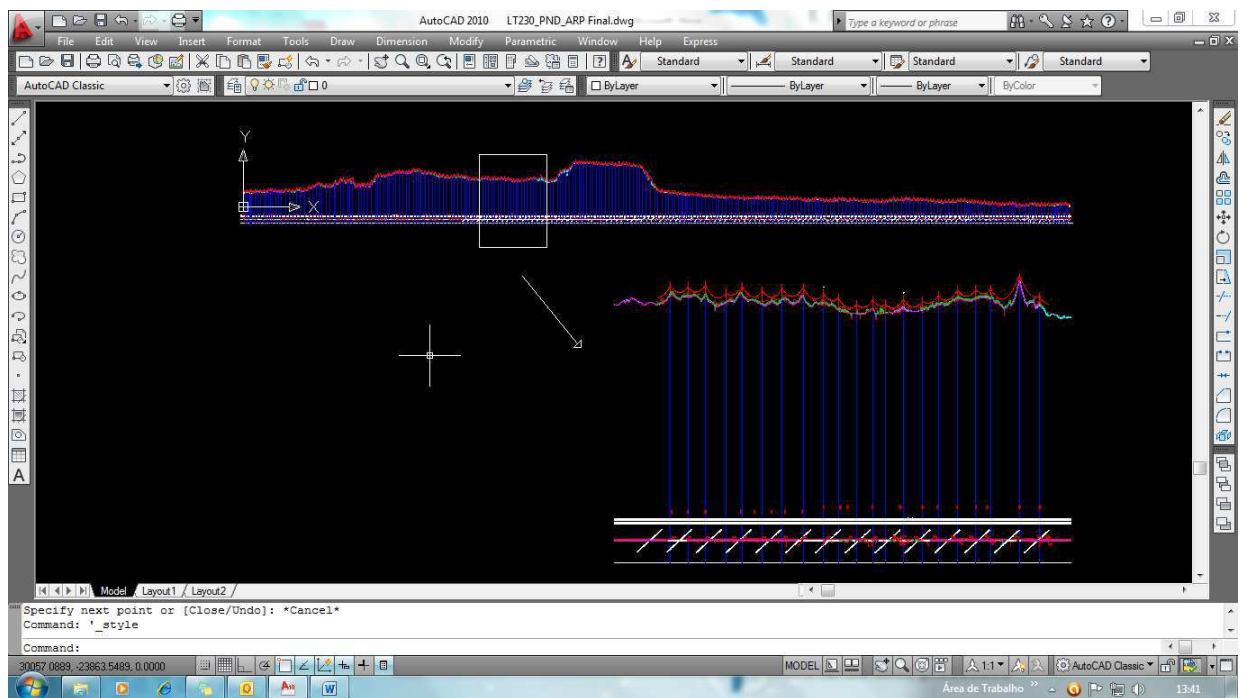 AutoCAD 2010 LT230_PND_ARP Final.dwg
Type a keyword or phrase
File Edit View Insert Format Tools Draw Dimension Modify Parametric Window Help Express
Standard Standard Standard Standard
AutoCAD Classic 0 ByLayer ByLayer ByLayer ByColor
Y
X
A
Model Layout1 Layout2
Specify next point or [Close/Undo]: *Cancel*
Command: '_style
Command:
30057.0889, -23863.5489, 0.0000 MODEL 1:1 AutoCAD Classic
Área de Trabalho 13:41